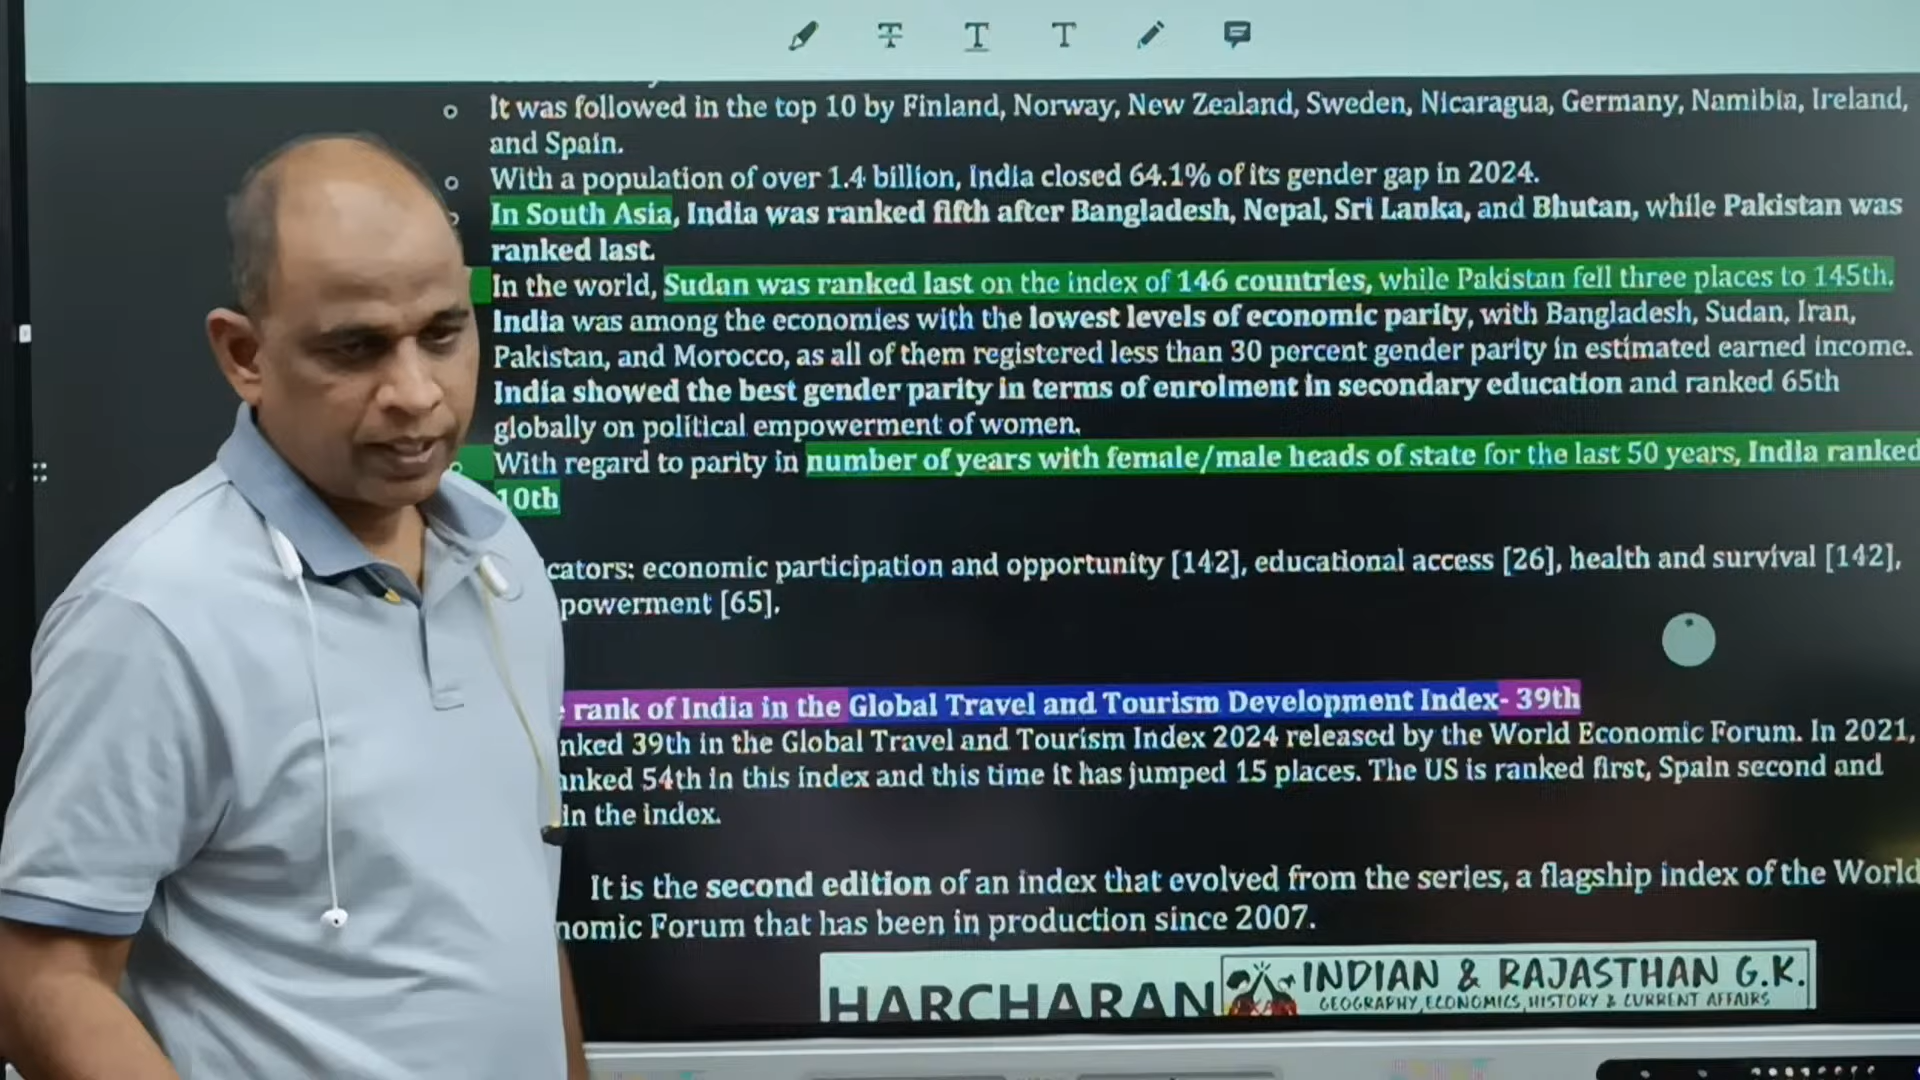 It was followed in the top 10 by Finland, Norway, New Zealand, Sweden, Nicaragua, Germany, Namibia, Ireland,
and Spain.
With a population of over 1.4 billion, India closed 64.1% of its gender gap in 2024.
In South Asia, India was ranked fifth after Bangladesh, Nepal, Sri Lanka, and Bhutan, while Pakistan was
ranked last.
In the world, Sudan was ranked last on the index of 146 countries, while Pakistan fell three places to 145th.
India was among the economies with the lowest levels of economic parity, with Bangladesh, Sudan, Iran,
Pakistan, and Morocco, as all of them registered less than 30 percent gender parity in estimated earned income.
India showed the best gender parity in terms of enrolment in secondary education and ranked 65th
globally on political empowerment of women.
With regard to parity in number of years with female/male heads of state for the last 50 years, India ranked
10th
cators: economic participation and opportunity [142], educational access [26], health and survival [142],
powerment [65].
rank of India in the Global Travel and Tourism Development Index- 39th
nked 39th in the Global Travel and Tourism Index 2024 released by the World Economic Forum. In 2021,
anked 54th in this index and this time it has jumped 15 places. The US is ranked first, Spain second and
in the index.
It is the second edition of an index that evolved from the series, a flagship index of the World
nomic Forum that has been in production since 2007.
HARCHARAN
INDIAN & RAJASTHAN G.K.
GEOGRAPHY, ECONOMICS, HISTORY & CURRENT AFFAIRS